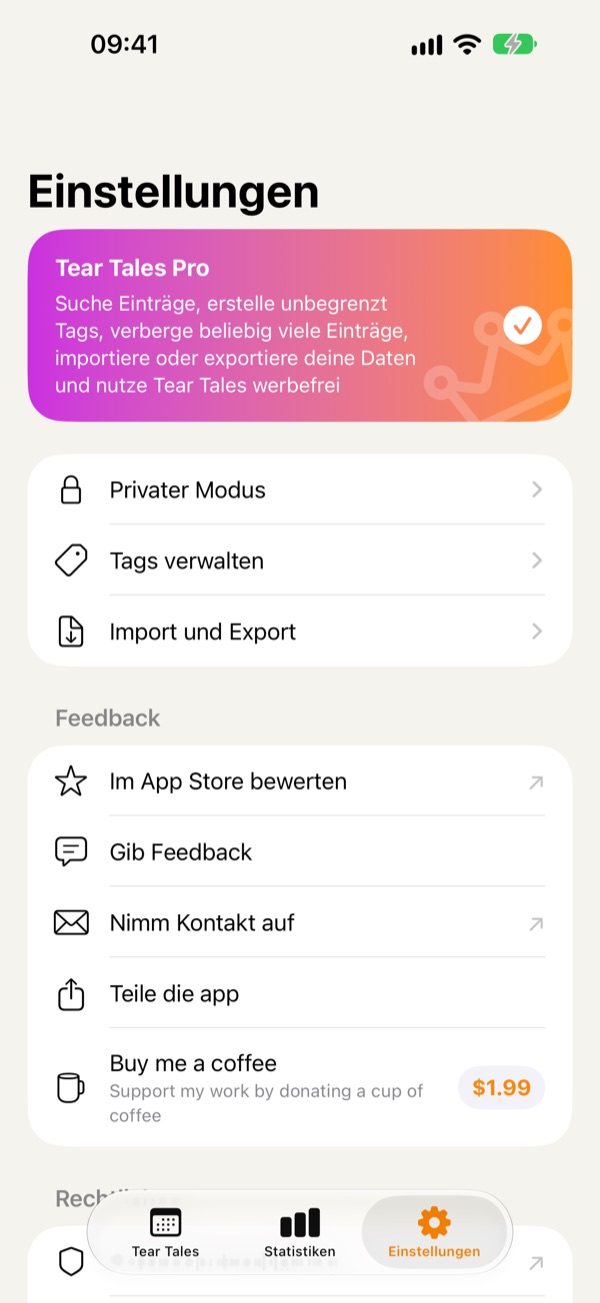 09:41
Einstellungen
Tear Tales Pro
Suche Einträge, erstelle unbegrenzt
Tags, verberge beliebig viele Einträge,
importiere oder exportiere deine Daten
und nutze Tear Tales werbefrei
Privater Modus
Tags verwalten
Import und Export
Feedback
Im App Store bewerten
Gib Feedback
Nimm Kontakt auf
Teile die app
Buy me a coffee
Support my work by donating a cup of
coffee
$1.99
Tear Tales
Statistiken
Einstellungen